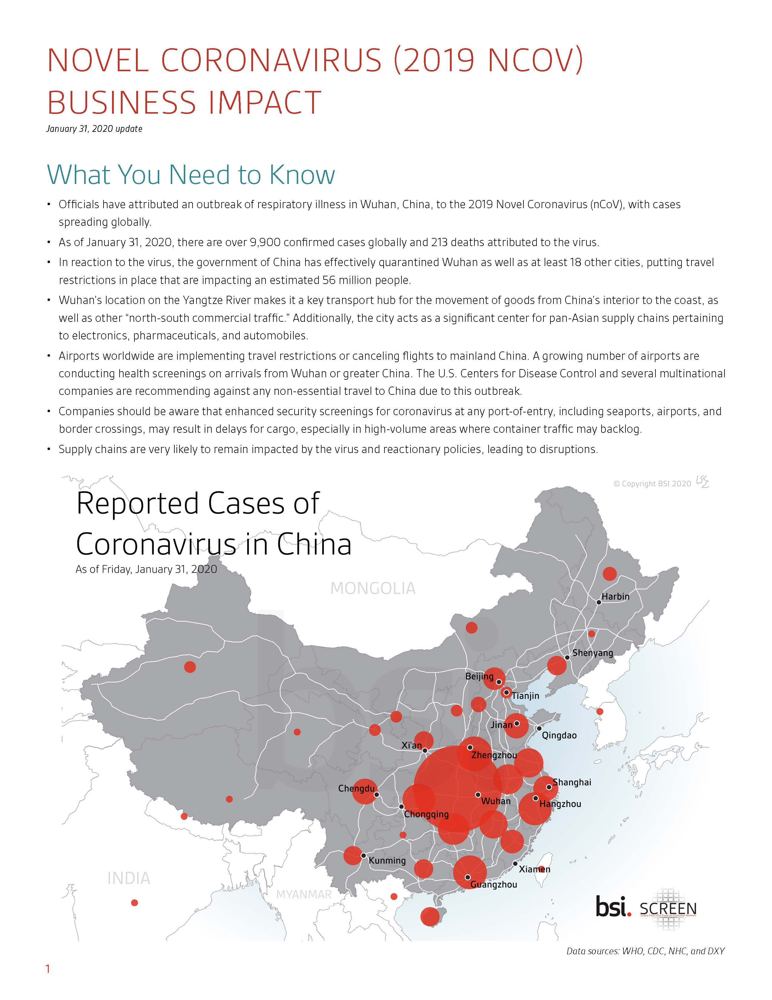 NOVEL CORONAVIRUS (2019 NCOV)
BUSINESS IMPACT
January 31, 2020 update
What You Need to Know
• Officials have attributed an outbreak of respiratory illness in Wuhan, China, to the 2019 Novel Coronavirus (nCoV), with cases
spreading globally.
• As of January 31, 2020, there are over 9,900 confirmed cases globally and 213 deaths attributed to the virus.
• In reaction to the virus, the government of China has effectively quarantined Wuhan as well as at least 18 other cities, putting travel
restrictions in place that are impacting an estimated 56 million people.
• Wuhan's location on the Yangtze River makes it a key transport hub for the movement of goods from China's interior to the coast, as
well as other "north-south commercial traffic." Additionally, the city acts as a significant center for pan-Asian supply chains pertaining
to electronics, pharmaceuticals, and automobiles.
• Airports worldwide are implementing travel restrictions or canceling flights to mainland China. A growing number of airports are
conducting health screenings on arrivals from Wuhan or greater China. The U.S. Centers for Disease Control and several multinational
companies are recommending against any non-essential travel to China due to this outbreak.
• Companies should be aware that enhanced security screenings for coronavirus at any port-of-entry, including seaports, airports, and
border crossings, may result in delays for cargo, especially in high-volume areas where container traffic may backlog.
• Supply chains are very likely to remain impacted by the virus and reactionary policies, leading to disruptions.
© Copyright BSI 2020
Reported Cases of
Coronavirus in China
As of Friday, January 31, 2020
MONGOLIA
Harbin
Shenyang
Beijing
Tianjin
Jinan
Qingdao
Xi'an
Zhengzhou
Shanghai
Chengdu
Wuhan
Hangzhou
Chongqing
Kunming
Xiamen
Guangzhou
INDIA
MYANMAR
bsi.
bsi. SCREEN
Supply Chain Risk Exposure Evaluation Network
Data sources: WHO, CDC, NHC, and DXY
1